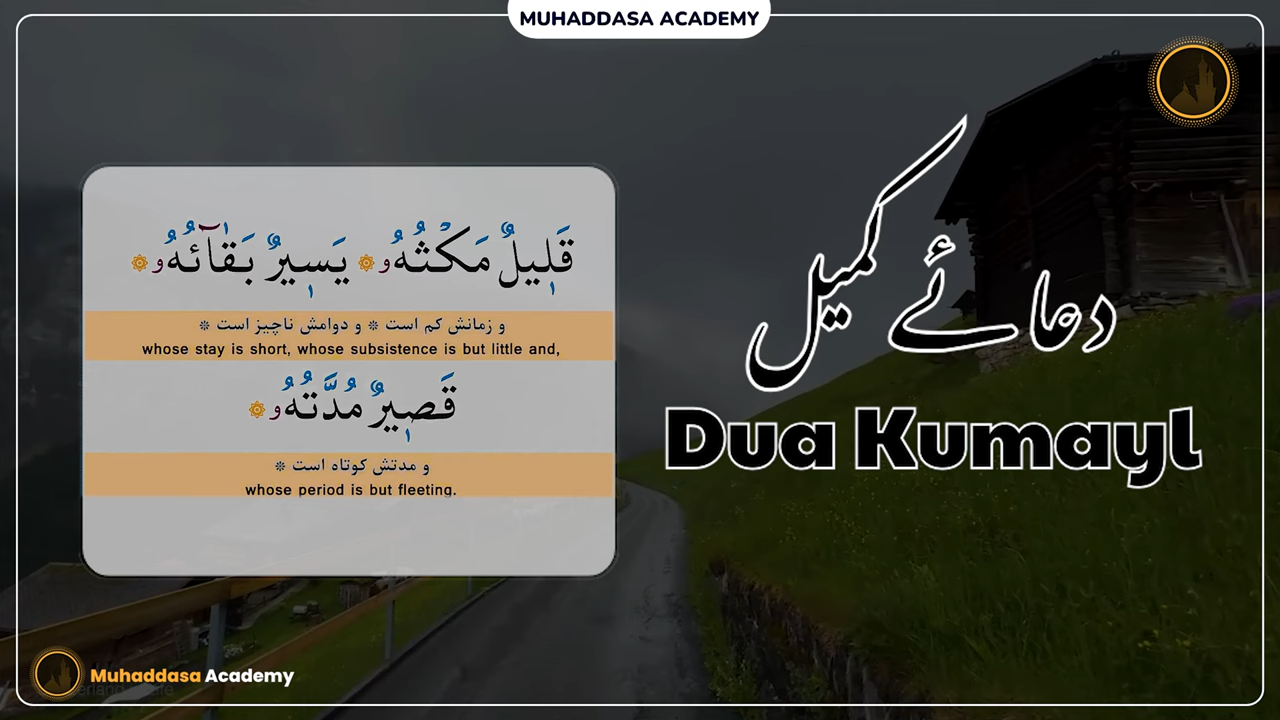 MUHADDASA ACADEMY
قَلِيلٌ مَكْثُهُو ۞ يَسِيرٌ بَقٰآئُهُو ۞
و زمانش کم است * و دوامش ناچیز است *
whose stay is short, whose subsistence is but little and,
قَصِيرٌ مُدَّتُهُو ۞
و مدتش کوتاه است *
whose period is but fleeting.
دعائے کمیل
Dua Kumayl
Muhaddasa Academy